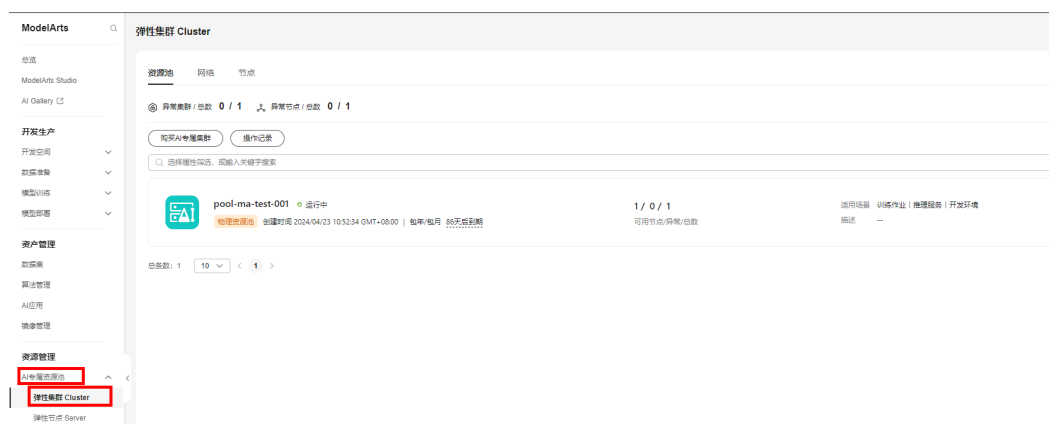 ModelArts
总览
ModelArts Studio
AI Gallery
开发生产
开发空间
数据准备
模型训练
模型部署
资产管理
数据集
算法管理
AI应用
镜像管理
资源管理
AI专属资源池
弹性集群 Cluster
弹性节点 Server
弹性集群 Cluster
资源池 网络 节点
异常集群 / 总数 0 / 1 异常节点 / 总数 0 / 1
购买AI专属集群 操作记录
选择属性筛选，或输入关键字搜索
pool-ma-test-001 运行中
物理资源池 创建时间 2024/04/23 10:52:34 GMT+08:00 | 包年/包月 86天后到期
1 / 0 / 1
可用节点/异常/总数
适用场景 训练作业 | 推理服务 | 开发环境
描述 --
总条数: 1 10 < 1 >